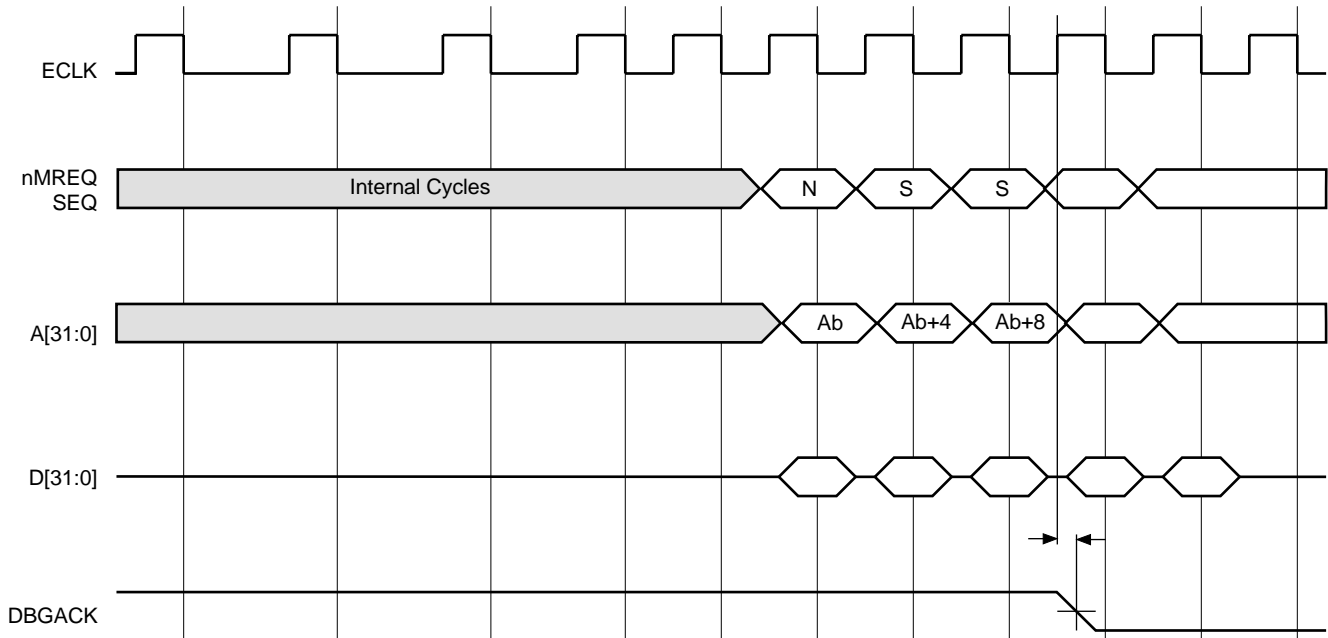 ECLK
nMREQ
SEQ
Internal Cycles
N
S
S
A[31:0]
Ab
Ab+4
Ab+8
D[31:0]
DBGACK